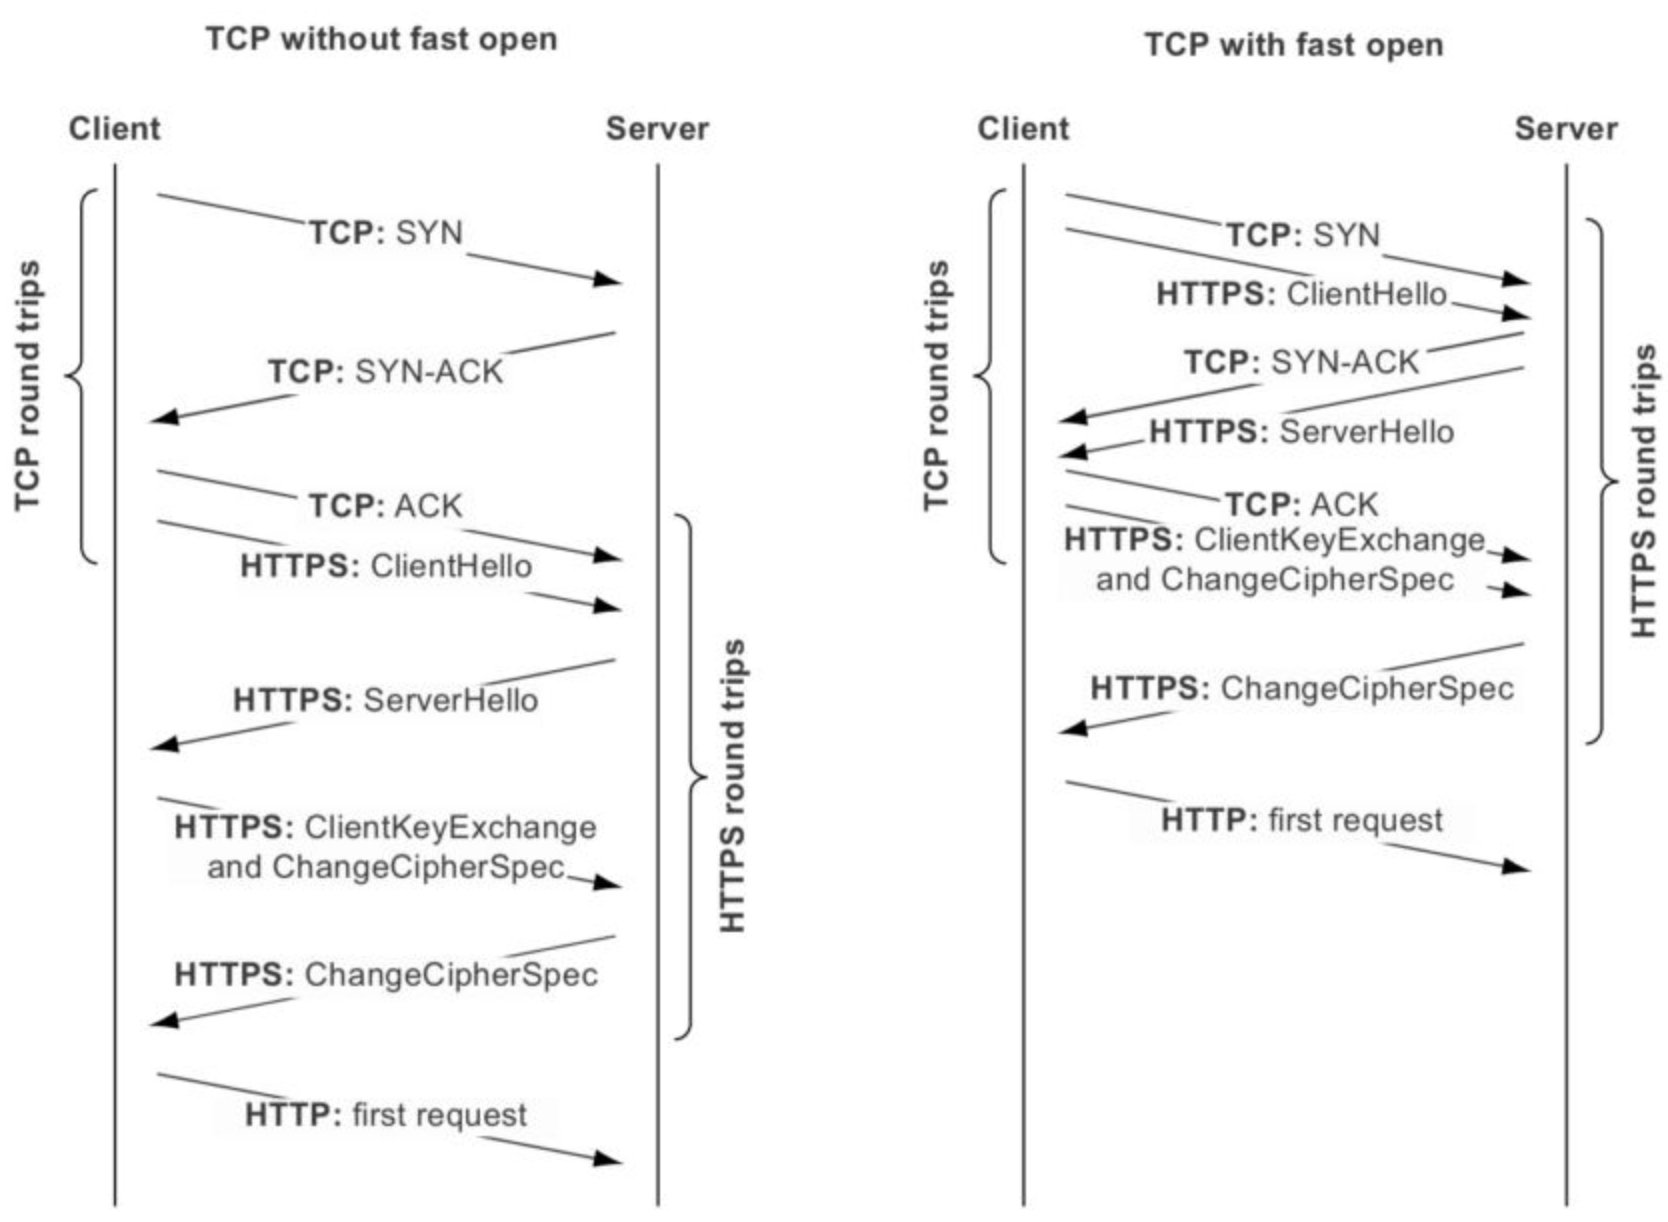 TCP without fast open
Client
Server
TCP round trips
TCP: SYN
TCP: SYN-ACK
TCP: ACK
HTTPS: ClientHello
HTTPS: ServerHello
HTTPS: ClientKeyExchange
and ChangeCipherSpec
HTTPS: ChangeCipherSpec
HTTP: first request
HTTPS round trips
TCP with fast open
Client
Server
TCP round trips
TCP: SYN
HTTPS: ClientHello
TCP: SYN-ACK
HTTPS: ServerHello
TCP: ACK
HTTPS: ClientKeyExchange
and ChangeCipherSpec
HTTPS: ChangeCipherSpec
HTTP: first request
HTTPS round trips